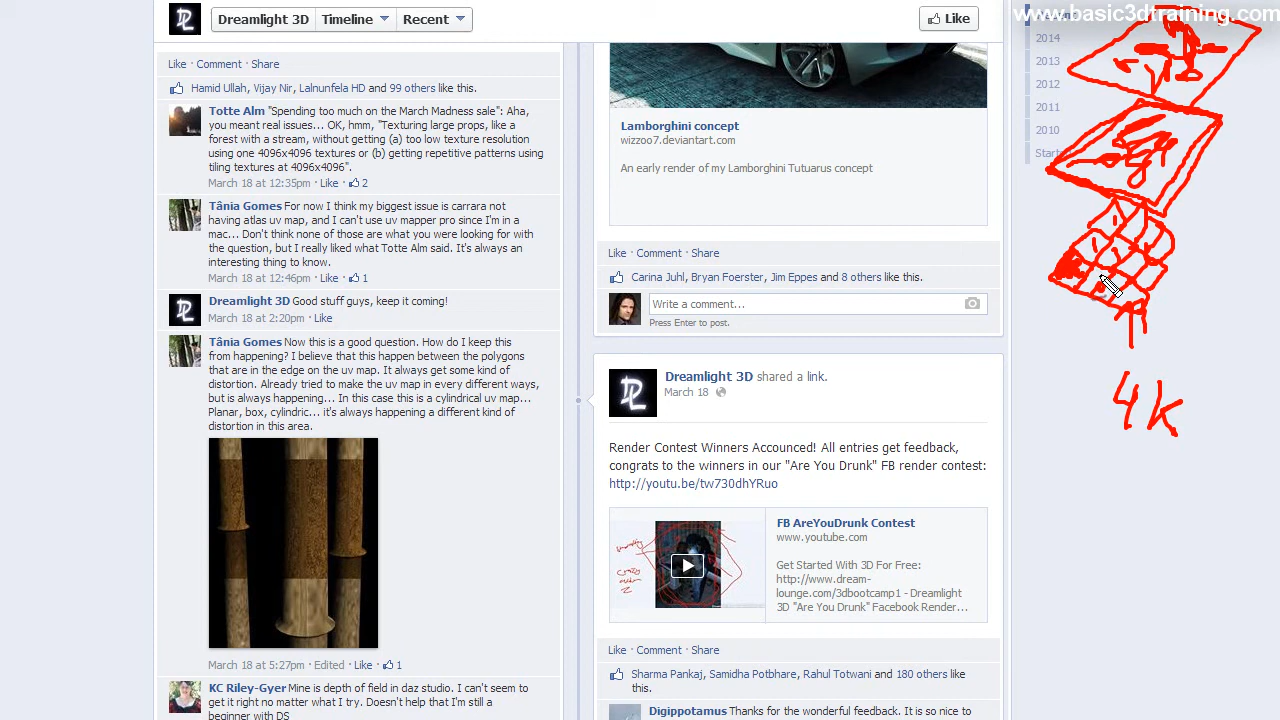 www.basic3dtraining.com
Dreamlight 3D
Timeline
Recent
Like
2014
2013
2012
2011
2010
4k
Like · Comment · Share
Hamid Ullah, Vijay Nir, Lalnunfela HD and 99 others like this.
Totte Alm "Spending to much on the March Madness sale": Aha,
you meant real issues... :) OK, hmm, "Texturing large props, like a
forest with a stream, without getting (a) to low texture resolution
using one 4096x4096 textures or (b) getting repetive patterns using
tiling textures at 4096x4096".
March 18 at 12:35pm · Like · 2
Tânia Gomes For now I think my biggest issue car are not
having atlas uv map, and I can't use uv maper pro since I'm in a
mac... Don't think none of those are what you were looking for with
the question, but I really liked what Totte Alm said. It's always an
interesting thing to know.
March 18 at 12:46pm · Like · 1
Dreamlight 3D Good stuff guys, keep it coming!
March 18 at 2:20pm · Like
Tânia Gomes Now this is a good question. How do I keep this
from happening? I believe that this happen between the polygons
that are in the edge on the uv map. It always get some kind of
distortion. Already tried to make the uv map in every different ways,
but is always happening... In this case this a cylindrical uv map...
Planar, box, cylindric... it's always happening a different kind of
distortion in this area.
March 18 at 5:27pm · Edited · Like · 1
KC Riley-Gyer Mine is depth of field in daz studio. I can't seem to
get it right no matter what I try. Doesn't help that I'm still a
beginner with DS
Lamborghini concept
wizzoo7.deviantart.com
An early render of my Lamborghini Tutuarus concept
Like · Comment · Share
Carina Juhl, Bryan Foerster, Jim Eppes and 8 others like this.
Write a comment...
Press Enter to post.
Dreamlight 3D shared a link.
March 18
Render Contest Winners Accounced! All entries get feedback,
congrats to the winners in our "Are You Drunk" FB render contest:
http://youtu.be/tw730dhYRuo
FB AreYouDrunk Contest
www.youtube.com
Get Started With 3D For Free:
http://www.dream-
lounge.com/3dbootcamp1 - Dreamlight
3D "Are You Drunk" Facebook Render...
Like · Comment · Share
Sharma Pankaj, Samidha Potbhare, Rahul Totwani and 180 others like
this.
Digippotamus Thanks for the wonderful feedback. It is so nice to